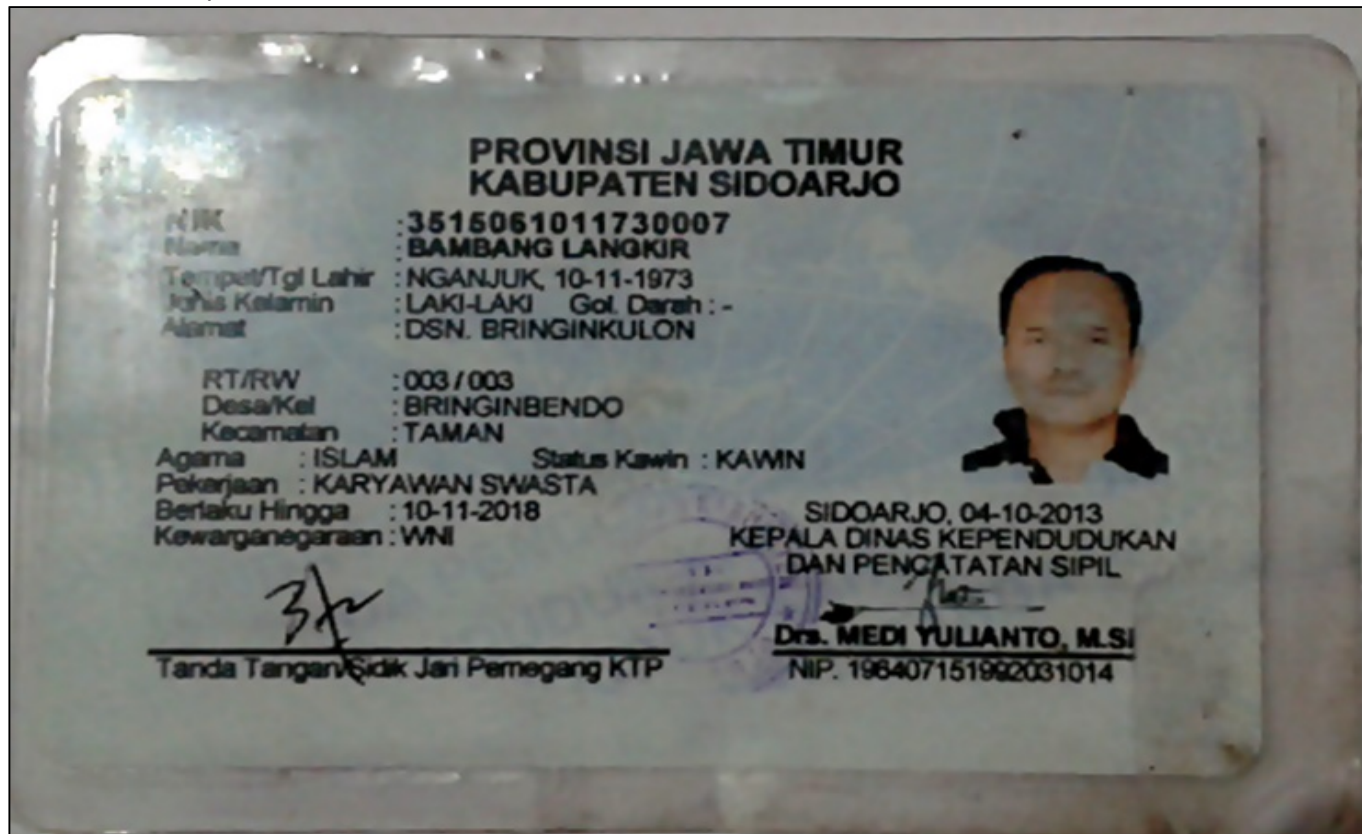 PROVINSI JAWA TIMUR
KABUPATEN SIDOARJO
NIK :3515061011730007
Nama :BAMBANG LANGKIR
Tempat/Tgl Lahir :NGANJUK, 10-11-1973
Jenis Kelamin :LAKI-LAKI Gol. Darah : -
Alamat :DSN. BRINGINKULON
RT/RW :003 / 003
Desa/Kel :BRINGINBENDO
Kecamatan :TAMAN
Agama :ISLAM Status Kawin : KAWIN
Pekerjaan : KARYAWAN SWASTA
Berlaku Hingga :10-11-2018
Kewarganegaraan : WNI
SIDOARJO, 04-10-2013
KEPALA DINAS KEPENDUDUKAN
DAN PENCATATAN SIPIL
Drs. MEDI YULIANTO, M.Si
NIP. 196407151992031014
Tanda Tangan/Sidik Jari Pemegang KTP